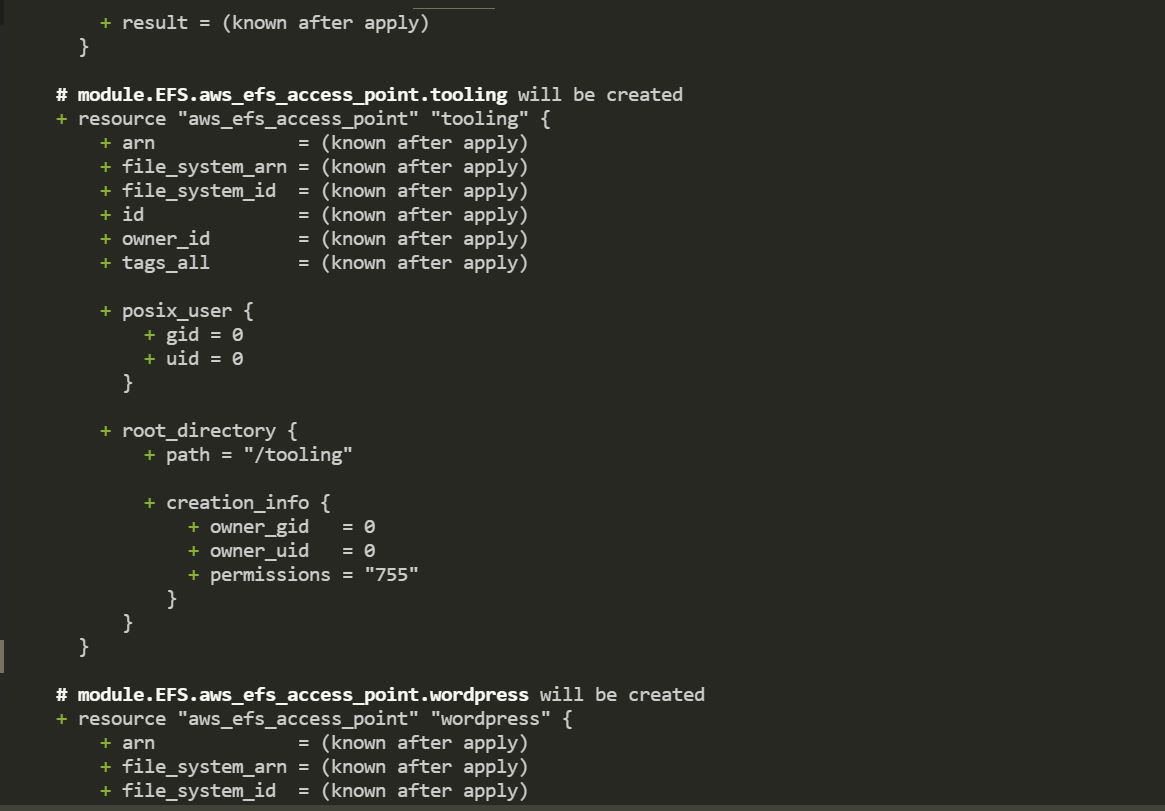 + result = (known after apply)
}
# module.EFS.aws_efs_access_point.tooling will be created
+ resource "aws_efs_access_point" "tooling" {
+ arn = (known after apply)
+ file_system_arn = (known after apply)
+ file_system_id = (known after apply)
+ id = (known after apply)
+ owner_id = (known after apply)
+ tags_all = (known after apply)
+ posix_user {
+ gid = 0
+ uid = 0
}
+ root_directory {
+ path = "/tooling"
+ creation_info {
+ owner_gid = 0
+ owner_uid = 0
+ permissions = "755"
}
}
}
# module.EFS.aws_efs_access_point.wordpress will be created
+ resource "aws_efs_access_point" "wordpress" {
+ arn = (known after apply)
+ file_system_arn = (known after apply)
+ file_system_id = (known after apply)